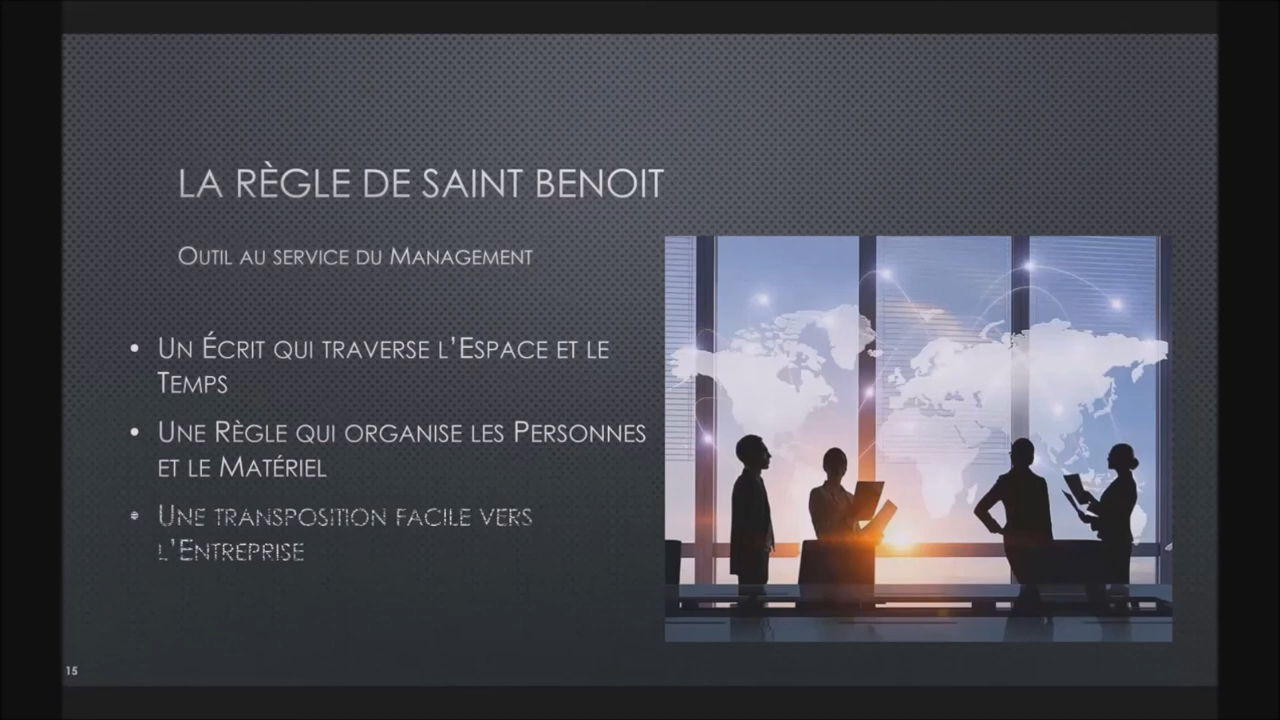 LA RÈGLE DE SAINT BENOIT
OUTIL AU SERVICE DU MANAGEMENT
• UN ÉCRIT QUI TRAVERSE L’ESPACE ET LE
TEMPS
• UNE RÈGLE QUI ORGANISE LES PERSONNES
ET LE MATÉRIEL
• UNE TRANSPOSITION FACILE VERS
L’ENTREPRISE
15